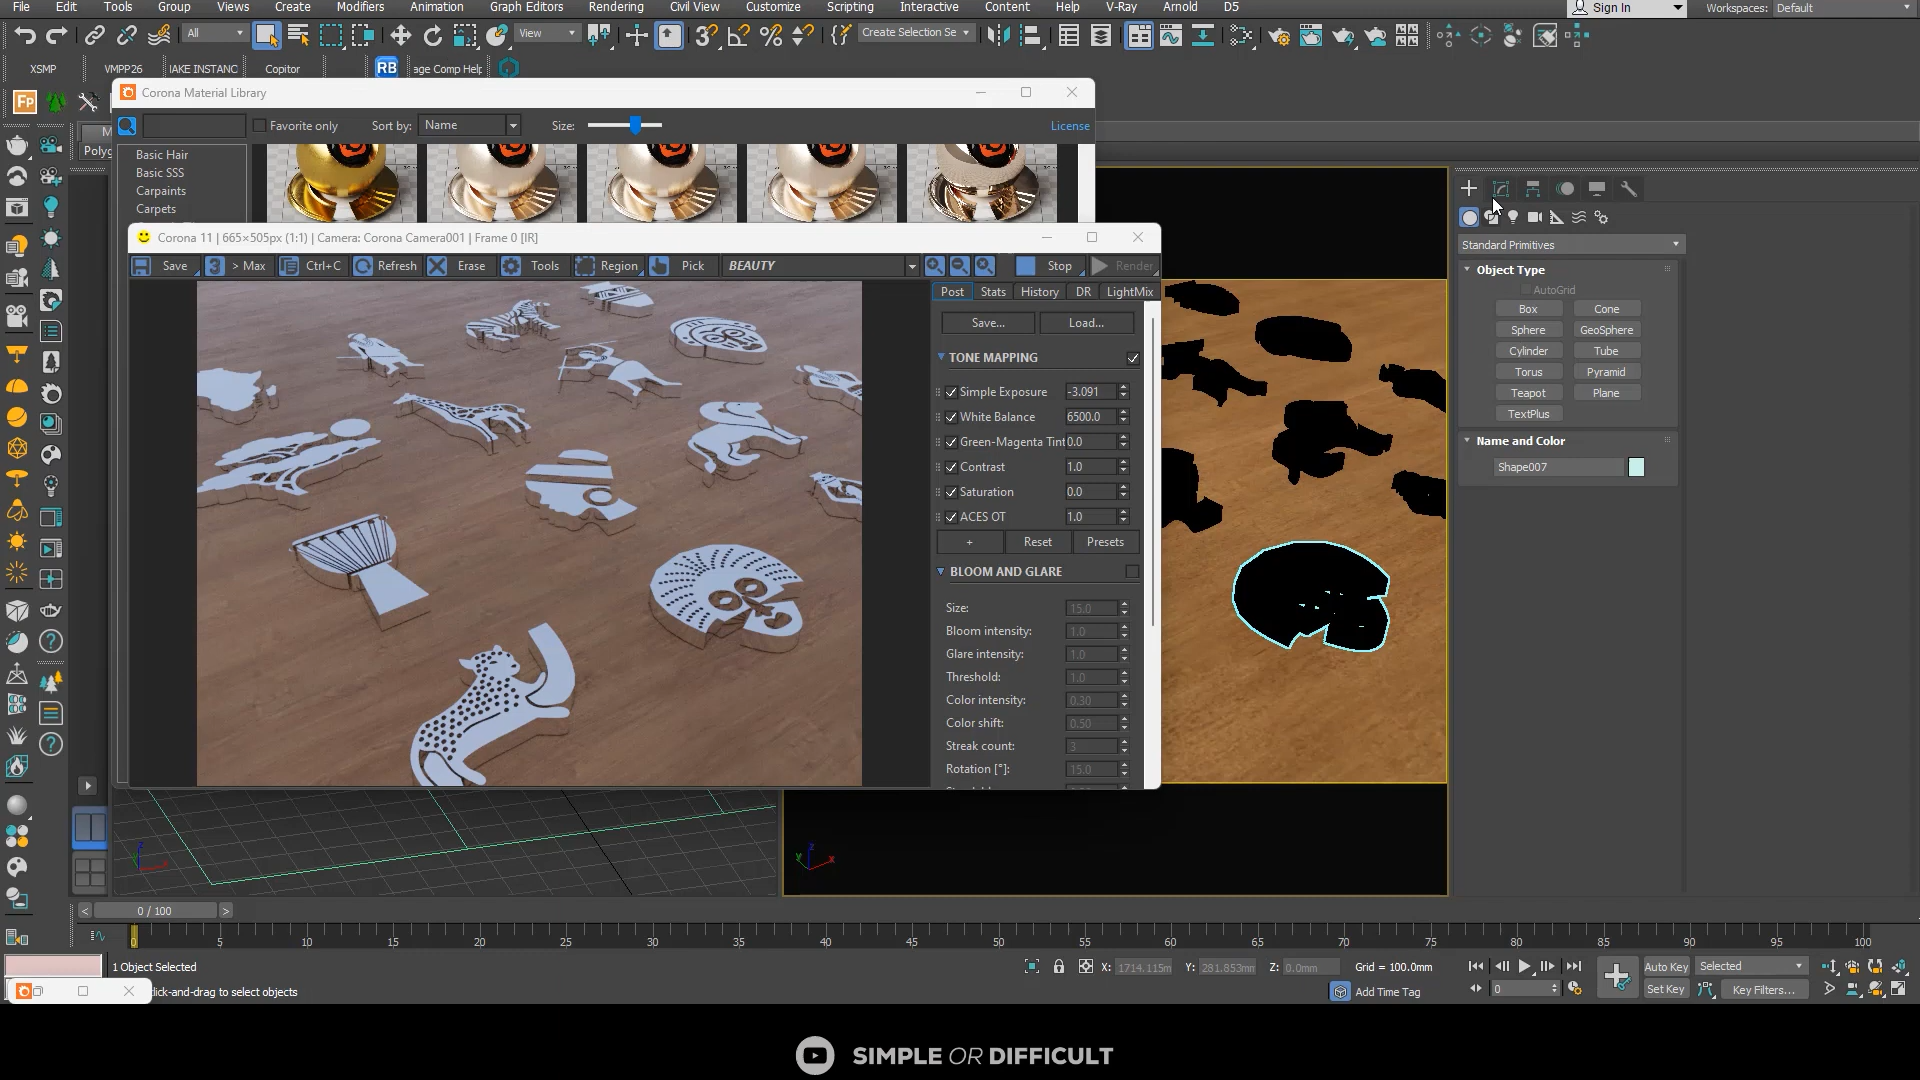 File Edit Tools Group Views Create Modifiers Animation Graph Editors Rendering Civil View Customize Scripting Interactive Content Help V-Ray Arnold D5 Sign In Workspaces: Default
All View Create Selection Se
XSMP VMPP26 IAKE INSTANC Copitor RB age Comp Help
Fp Corona Material Library
Favorite only Sort by: Name Size: License
Polyg
Basic Hair
Basic SSS
Carpaints
Carpets
Corona 11 | 665×505px (1:1) | Camera: Corona Camera001 | Frame 0 [IR]
Save 3 > Max Ctrl+C Refresh Erase Tools Region Pick BEAUTY Stop Render
Post Stats History DR LightMix
Save... Load...
TONE MAPPING
Simple Exposure -3.091
White Balance 6500.0
Green-Magenta Tint 0.0
Contrast 1.0
Saturation 0.0
ACES OT 1.0
+ Reset Presets
BLOOM AND GLARE
Size: 15.0
Bloom intensity: 1.0
Glare intensity: 1.0
Threshold: 1.0
Color intensity: 0.30
Color shift: 0.50
Streak count: 3
Rotation [°]: 15.0
Standard Primitives
Object Type
AutoGrid
Box Cone
Sphere GeoSphere
Cylinder Tube
Torus Pyramid
Teapot Plane
TextPlus
Name and Color
Shape007
z x
z y x
< 0 / 100 >
0 5 10 15 20 25 30 35 40 45 50 55 60 65 70 75 80 85 90 95 100
1 Object Selected X: 1714.115m Y: 281.853mm Z: 0.0mm Grid = 100.0mm Auto Key Selected
lick-and-drag to select objects Add Time Tag 0 Set Key Key Filters...
SIMPLE OR DIFFICULT